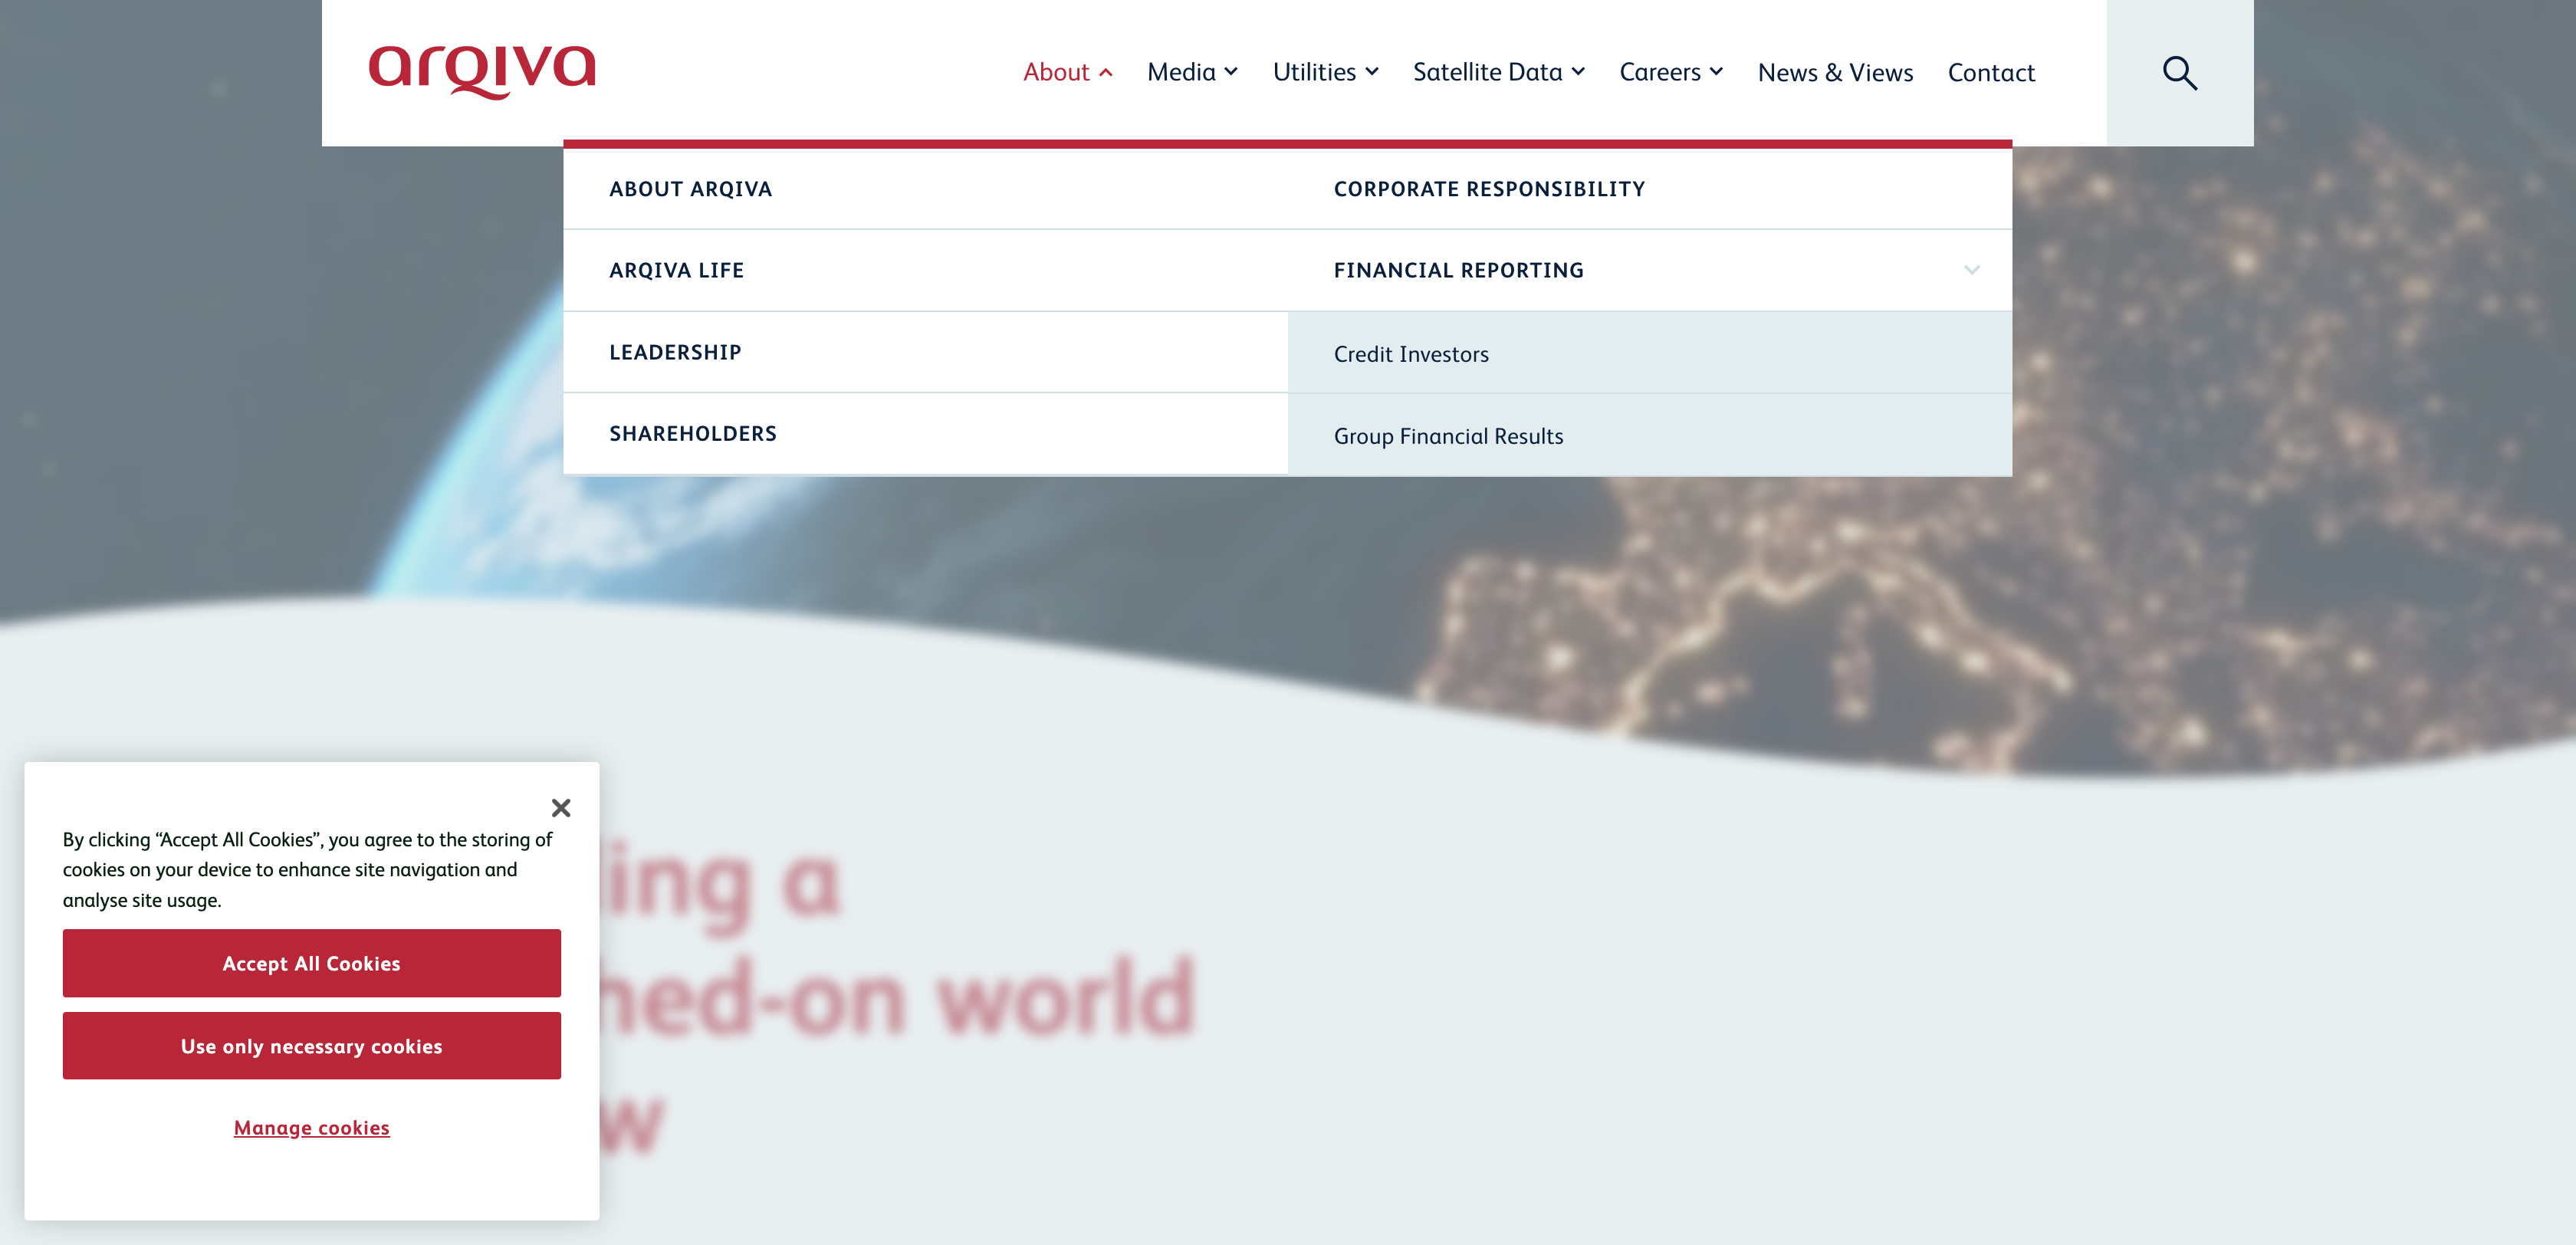 arqiva
About
Media
Utilities
Satellite Data
Careers
News & Views
Contact
ABOUT ARQIVA
ARQIVA LIFE
LEADERSHIP
SHAREHOLDERS
CORPORATE RESPONSIBILITY
FINANCIAL REPORTING
Credit Investors
Group Financial Results
ing a
hed-on world
w
By clicking “Accept All Cookies”, you agree to the storing of
cookies on your device to enhance site navigation and
analyse site usage.
Accept All Cookies
Use only necessary cookies
Manage cookies